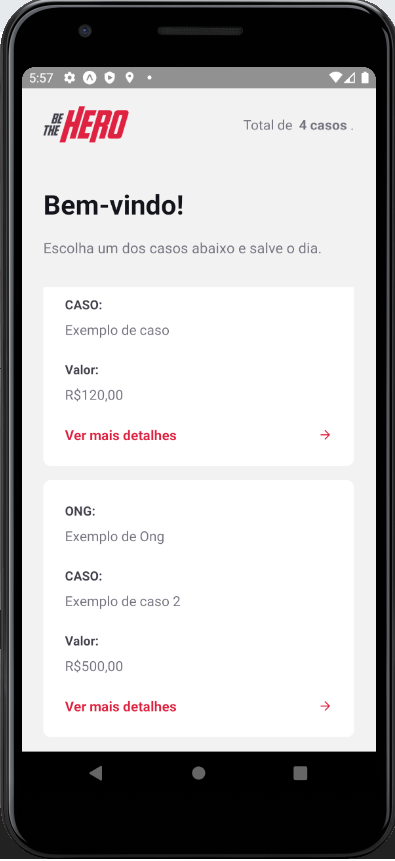 5:57
BE
THE HERO
Total de 4 casos .
Bem-vindo!
Escolha um dos casos abaixo e salve o dia.
CASO:
Exemplo de caso
Valor:
R$120,00
Ver mais detalhes
ONG:
Exemplo de Ong
CASO:
Exemplo de caso 2
Valor:
R$500,00
Ver mais detalhes